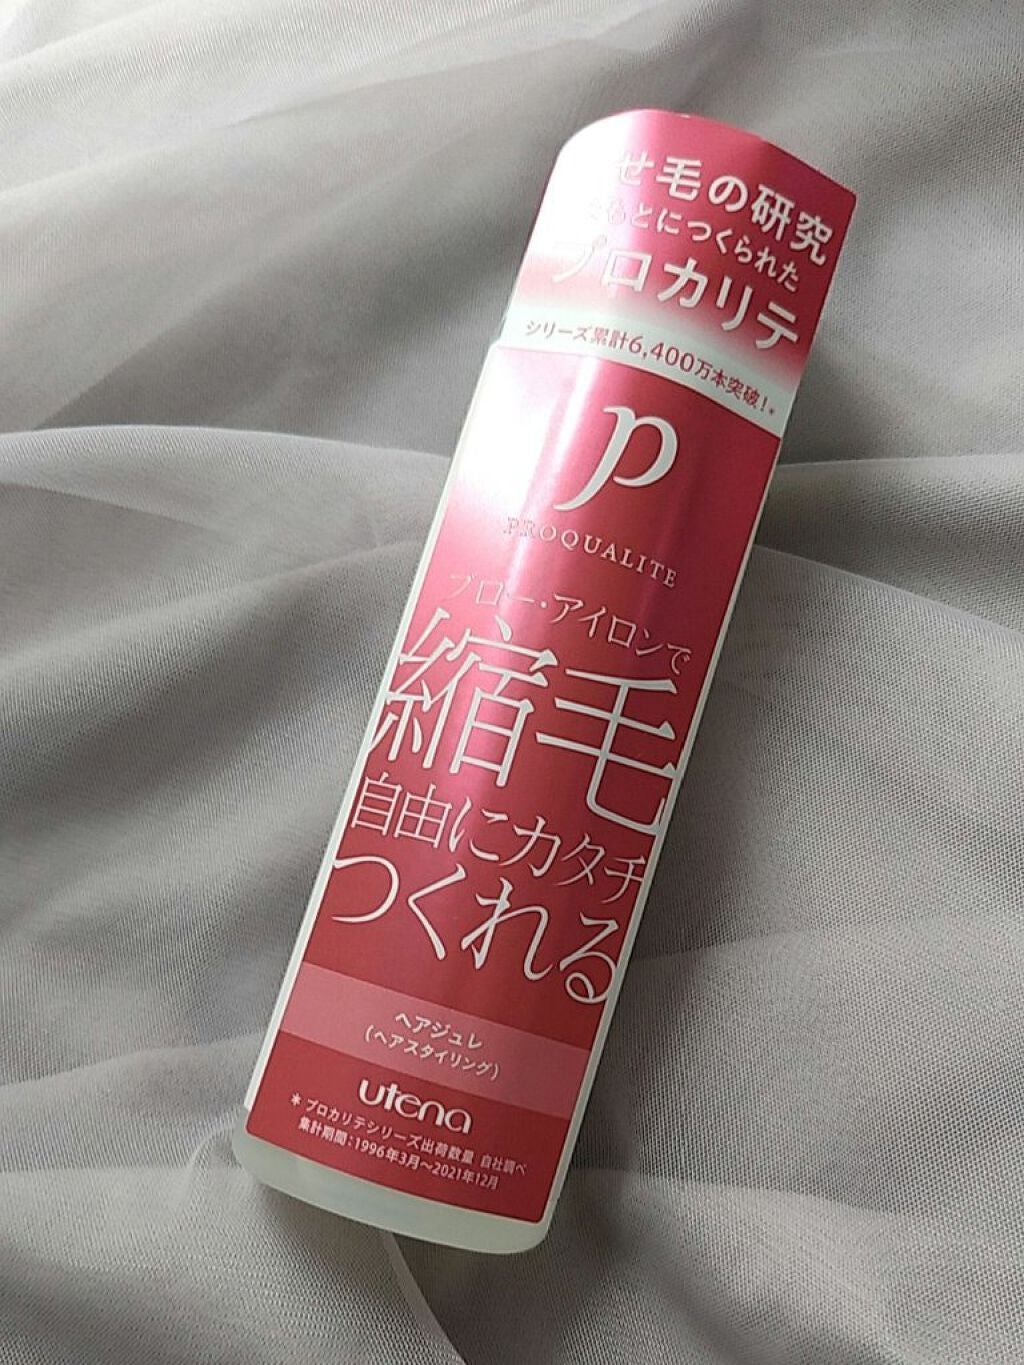 せ毛の研究
をもとにつくられた
プロカリテ
シリーズ累計6,400万本突破！*
p
PROQUALITE
ブロー・アイロンで
縮毛
自由にカタチ
つくれる
ヘアジュレ
(ヘアスタイリング)
utena
* プロカリテシリーズ出荷数量 自社調べ
集計期間：1996年3月～2021年12月